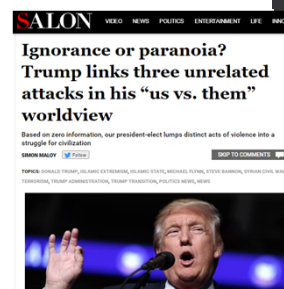 SALON VIDEO NEWS POLITICS ENTERTAINMENT LIFE
Ignorance or paranoia?
Trump links three unrelated
attacks in his “us vs. them”
worldview
Based on zero information, our president-elect lumps distinct acts of violence into a
struggle for civilization
SIMON MALOY Follow SKIP TO COMMENTS
TOPICS: DONALD TRUMP, ISLAMIC EXTREMISM, ISLAMIC STATE, MICHAEL FLYNN, STEVE BANNON, SYRIAN CIVIL
TERRORISM, TRUMP ADMINISTRATION, TRUMP TRANSITION, POLITICS NEWS, NEWS